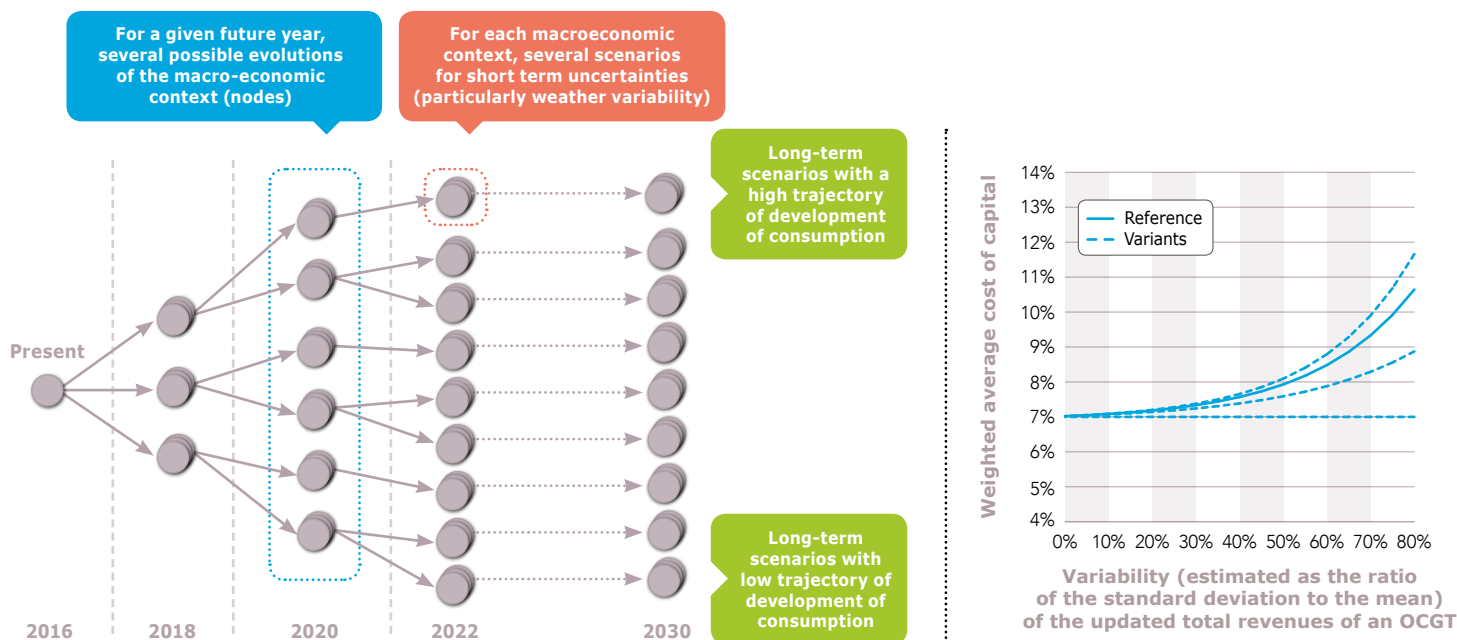 For a given future year,
several possible evolutions
of the macro-economic
context (nodes)
For each macroeconomic
context, several scenarios
for short term uncertainties
(particularly weather variability)
Long-term
scenarios with a
high trajectory
of development
of consumption
Present
Long-term
scenarios with
low trajectory of
development of
consumption
2016
2018
2020
2022
2030
Weighted average cost of capital
14%
13%
12%
11%
10%
9%
8%
7%
6%
5%
4%
Reference
Variants
0%
10%
20%
30%
40%
50%
60%
70%
80%
Variability (estimated as the ratio
of the standard deviation to the mean)
of the updated total revenues of an OCGT